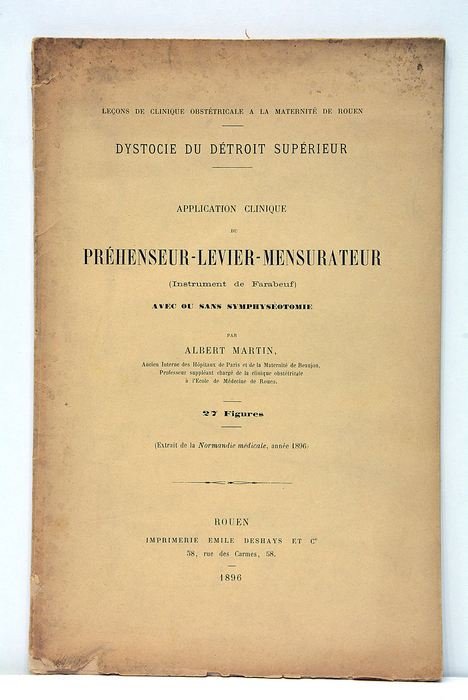 LEÇONS DE CLINIQUE OBSTÉTRICALE A LA MATERNITÉ DE ROUEN
DYSTOCIE DU DÉTROIT SUPÉRIEUR
APPLICATION CLINIQUE
DU
PRÉHENSEUR-LEVIER-MENSURATEUR
(Instrument de Farabeuf)
AVEC OU SANS SYMPHYSÉOTOMIE
PAR
ALBERT MARTIN,
Ancien Interne des Hôpitaux de Paris et de la Maternité de Beaujon,
Professeur suppléant chargé de la clinique obstétricale
à l'École de Médecine de Rouen.
27 Figures
(Extrait de la Normandie médicale, année 1896)
ROUEN
IMPRIMERIE EMILE DESHAYS ET Cie
58, rue des Carmes, 58.
1896